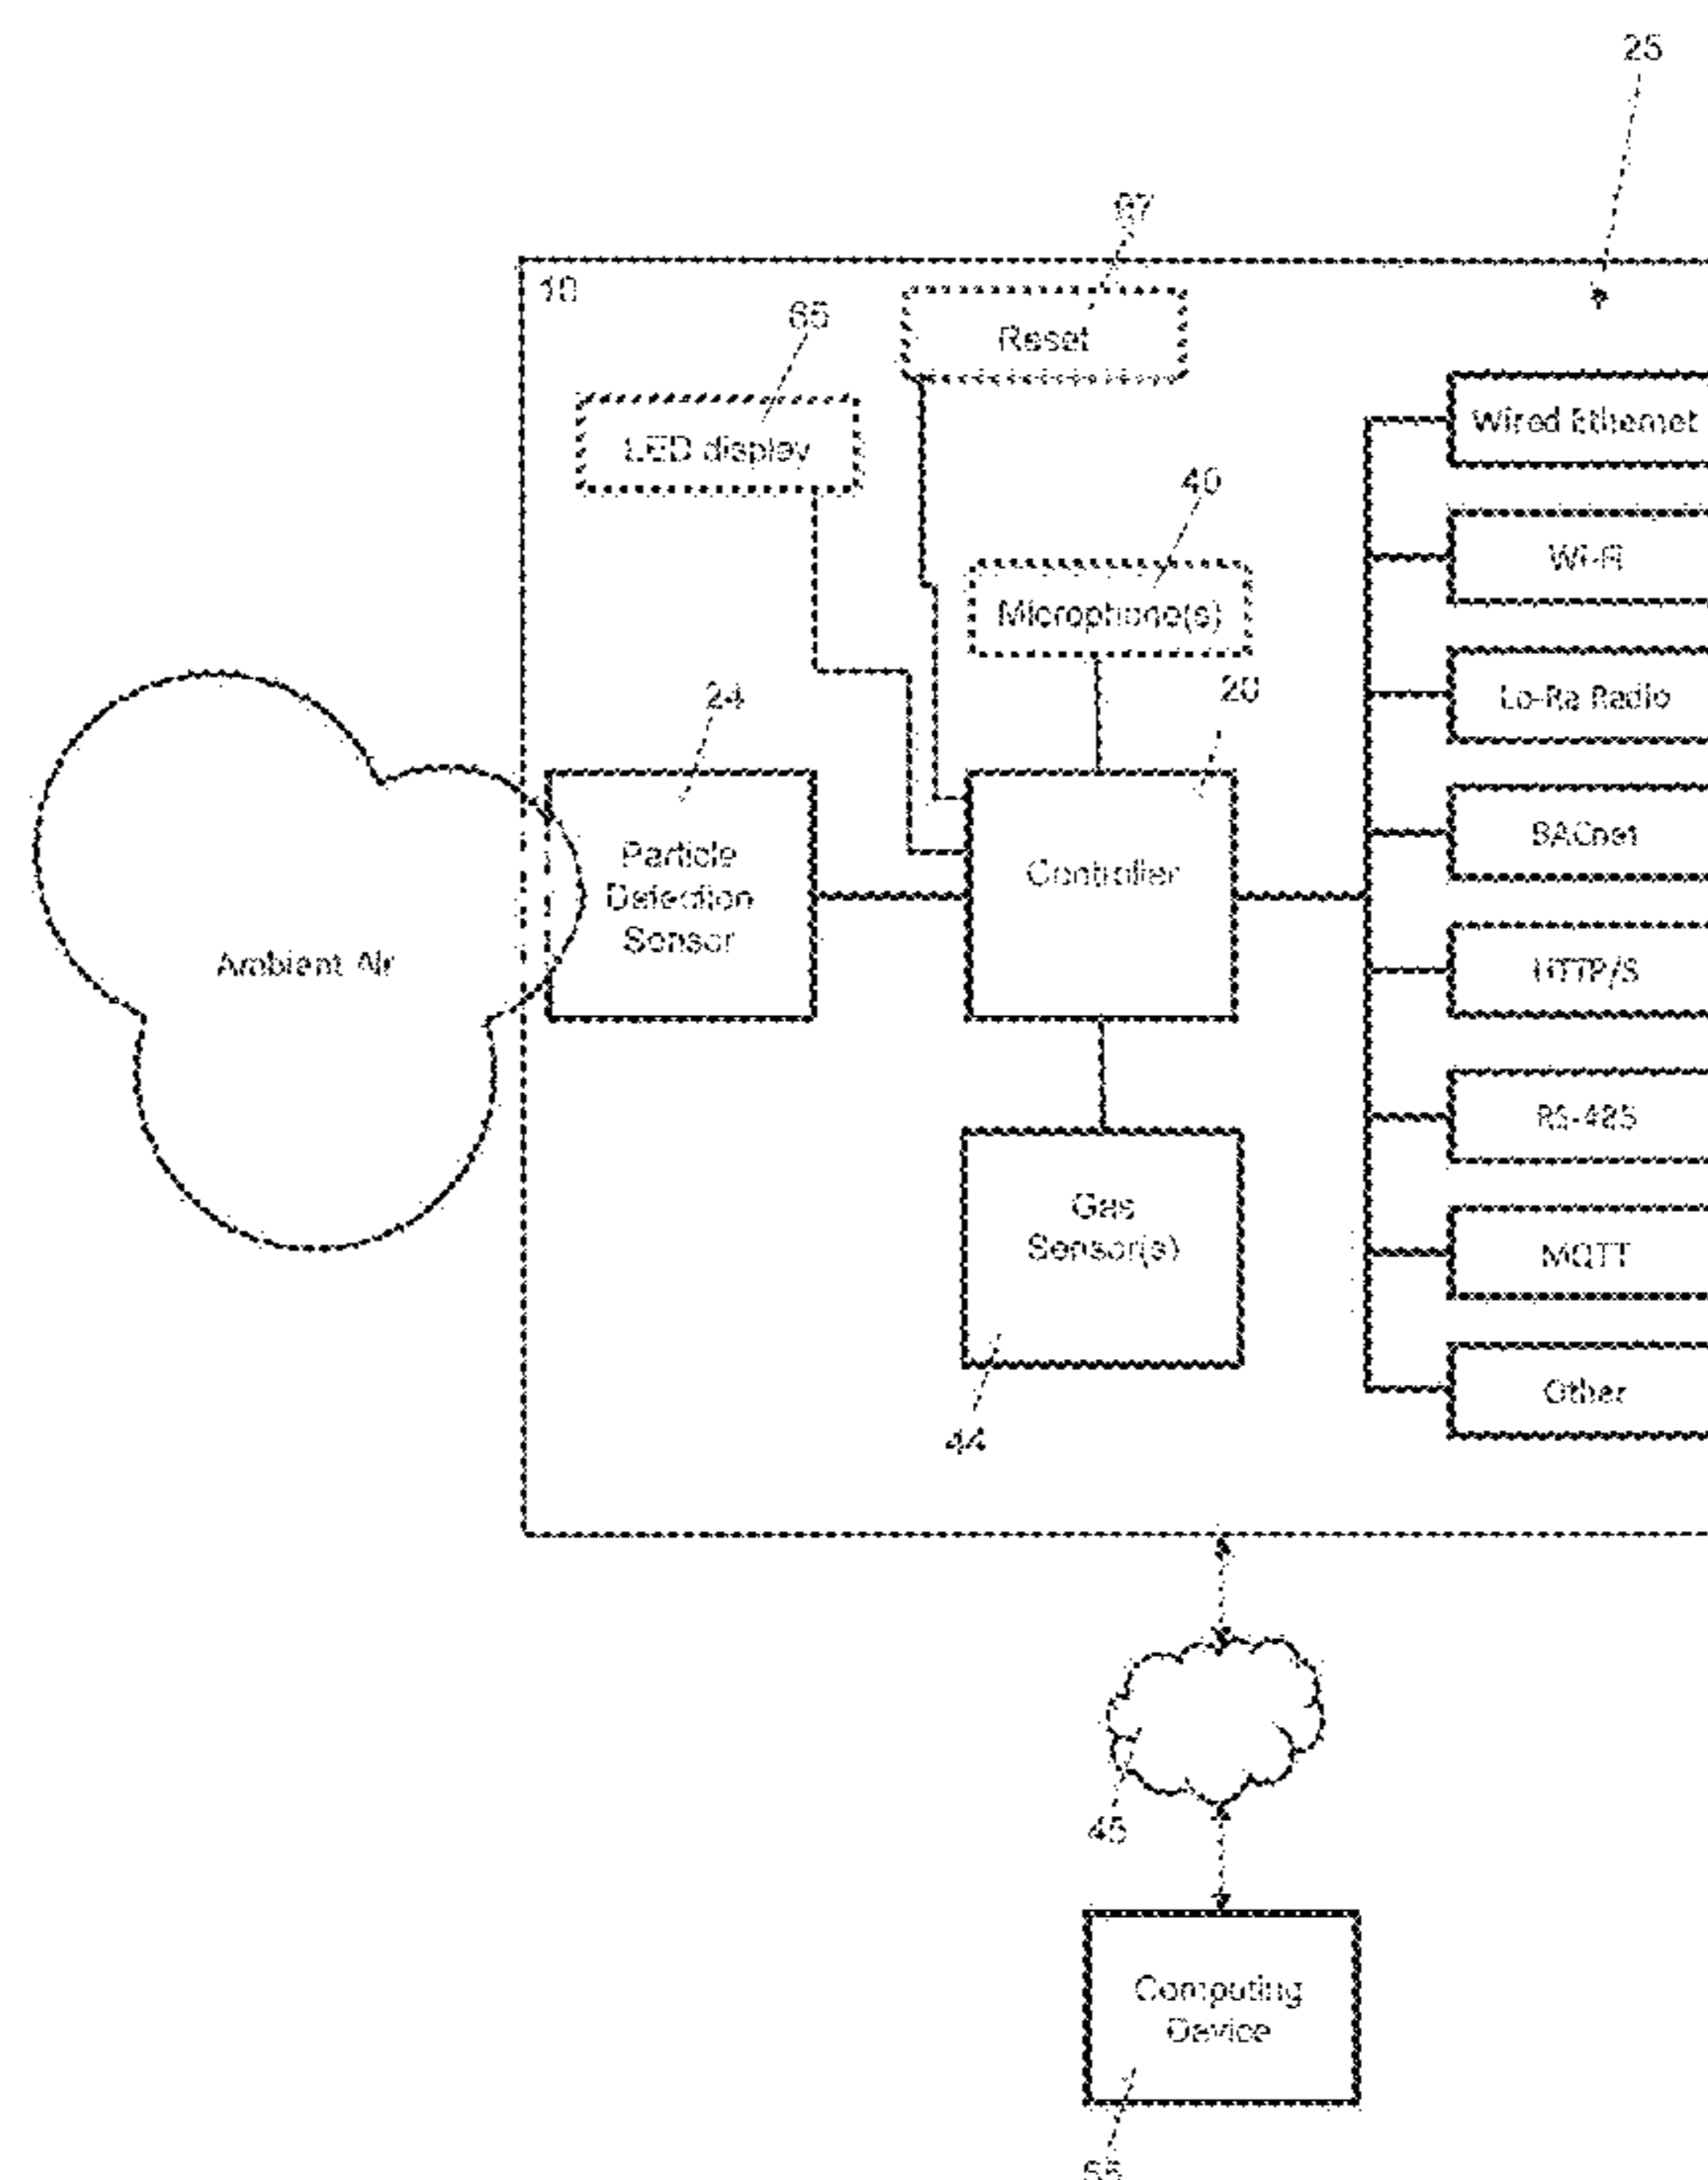 25
10
Reset
65
LED display
Wired Ethernet
40
Wi-Fi
Microphone(s)
24
20
Lo-Ra Radio
Particle
Detection
Sensor
Controller
BACnet
Ambient Air
HTTP/S
RS-485
Gas
Sensor(s)
MQTT
Other
44
45
Computing
Device
55